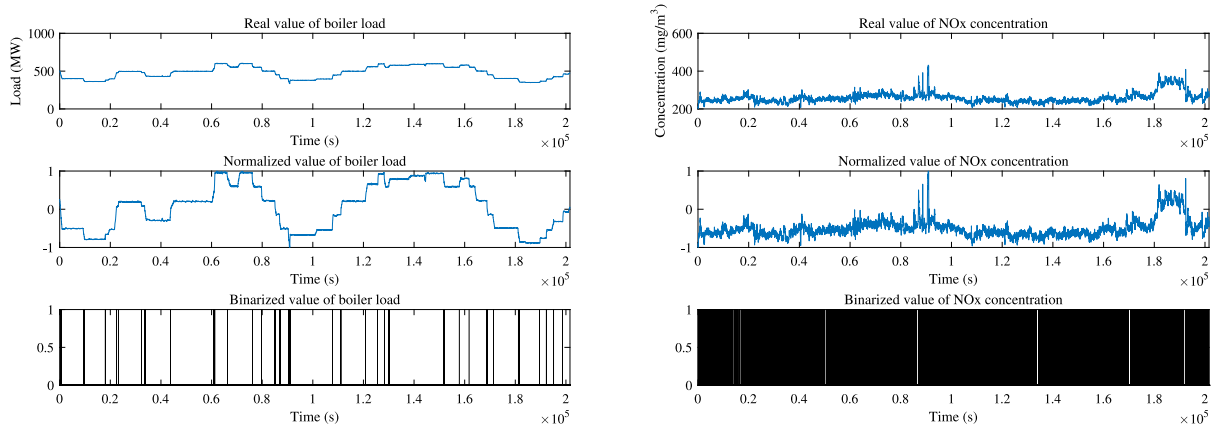 Real value of boiler load
Load (MW)
1000
500
0
0 0.2 0.4 0.6 0.8 1 1.2 1.4 1.6 1.8 2
Time (s)
×10^5
Normalized value of boiler load
1
0
-1
0 0.2 0.4 0.6 0.8 1 1.2 1.4 1.6 1.8 2
Time (s)
×10^5
Binarized value of boiler load
1
0.5
0
0 0.2 0.4 0.6 0.8 1 1.2 1.4 1.6 1.8 2
Time (s)
×10^5
Real value of NOx concentration
Concentration (mg/m³)
600
400
200
0 0.2 0.4 0.6 0.8 1 1.2 1.4 1.6 1.8 2
Time (s)
×10^5
Normalized value of NOx concentration
1
0
-1
0 0.2 0.4 0.6 0.8 1 1.2 1.4 1.6 1.8 2
Time (s)
×10^5
Binarized value of NOx concentration
1
0.5
0
0 0.2 0.4 0.6 0.8 1 1.2 1.4 1.6 1.8 2
Time (s)
×10^5